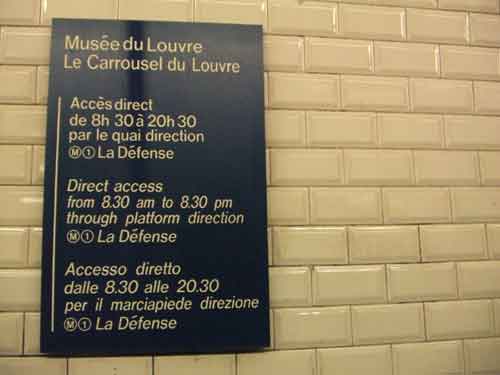 Musée du Louvre
Le Carrousel du Louvre
Accès direct
de 8h 30 à 20h 30
par le quai direction
Ⓜ① La Défense
Direct access
from 8.30 am to 8.30 pm
through platform direction
Ⓜ① La Défense
Accesso diretto
dalle 8.30 alle 20.30
per il marciapiede direzione
Ⓜ① La Défense